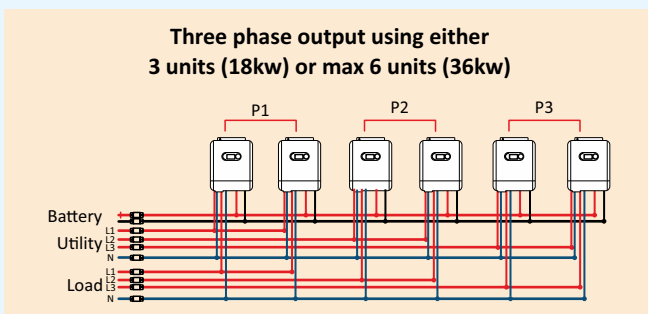 Three phase output using either
3 units (18kw) or max 6 units (36kw)
P1
P2
P3
Battery +
L1
Utility L2
L3
N
L1
Load L2
L3
N